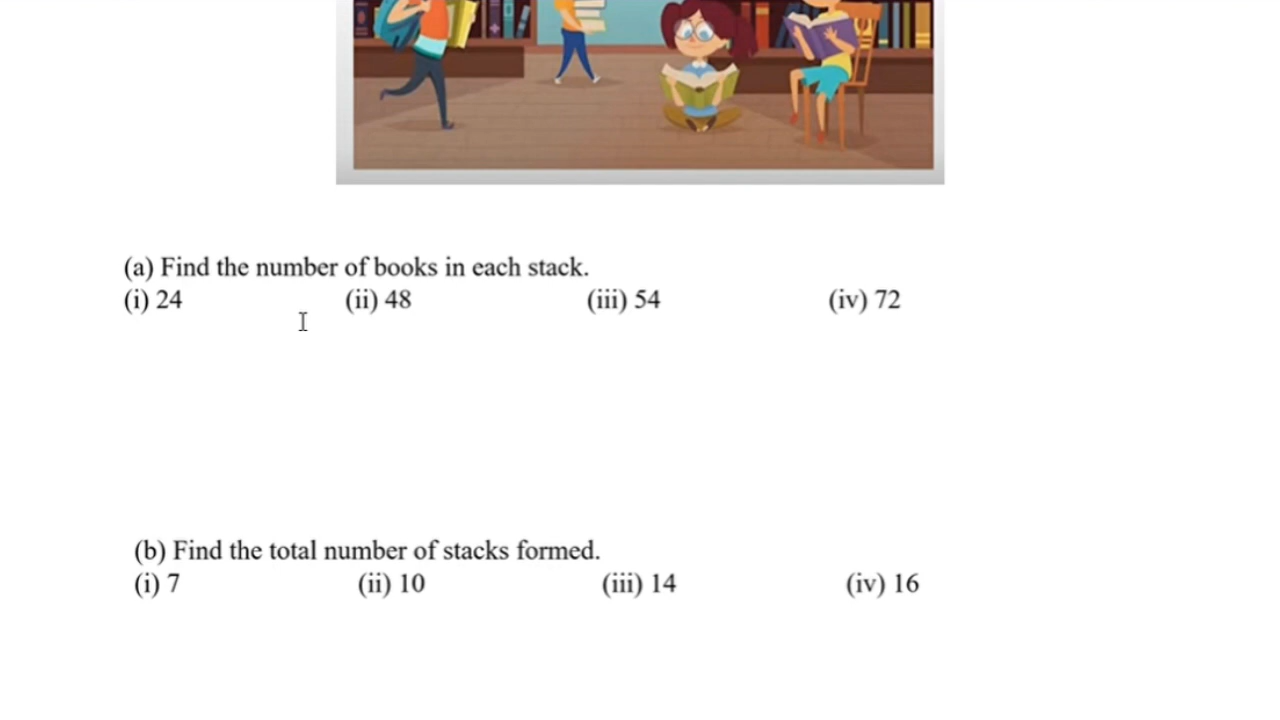 (a) Find the number of books in each stack.
(i) 24 (ii) 48 (iii) 54 (iv) 72
(b) Find the total number of stacks formed.
(i) 7 (ii) 10 (iii) 14 (iv) 16